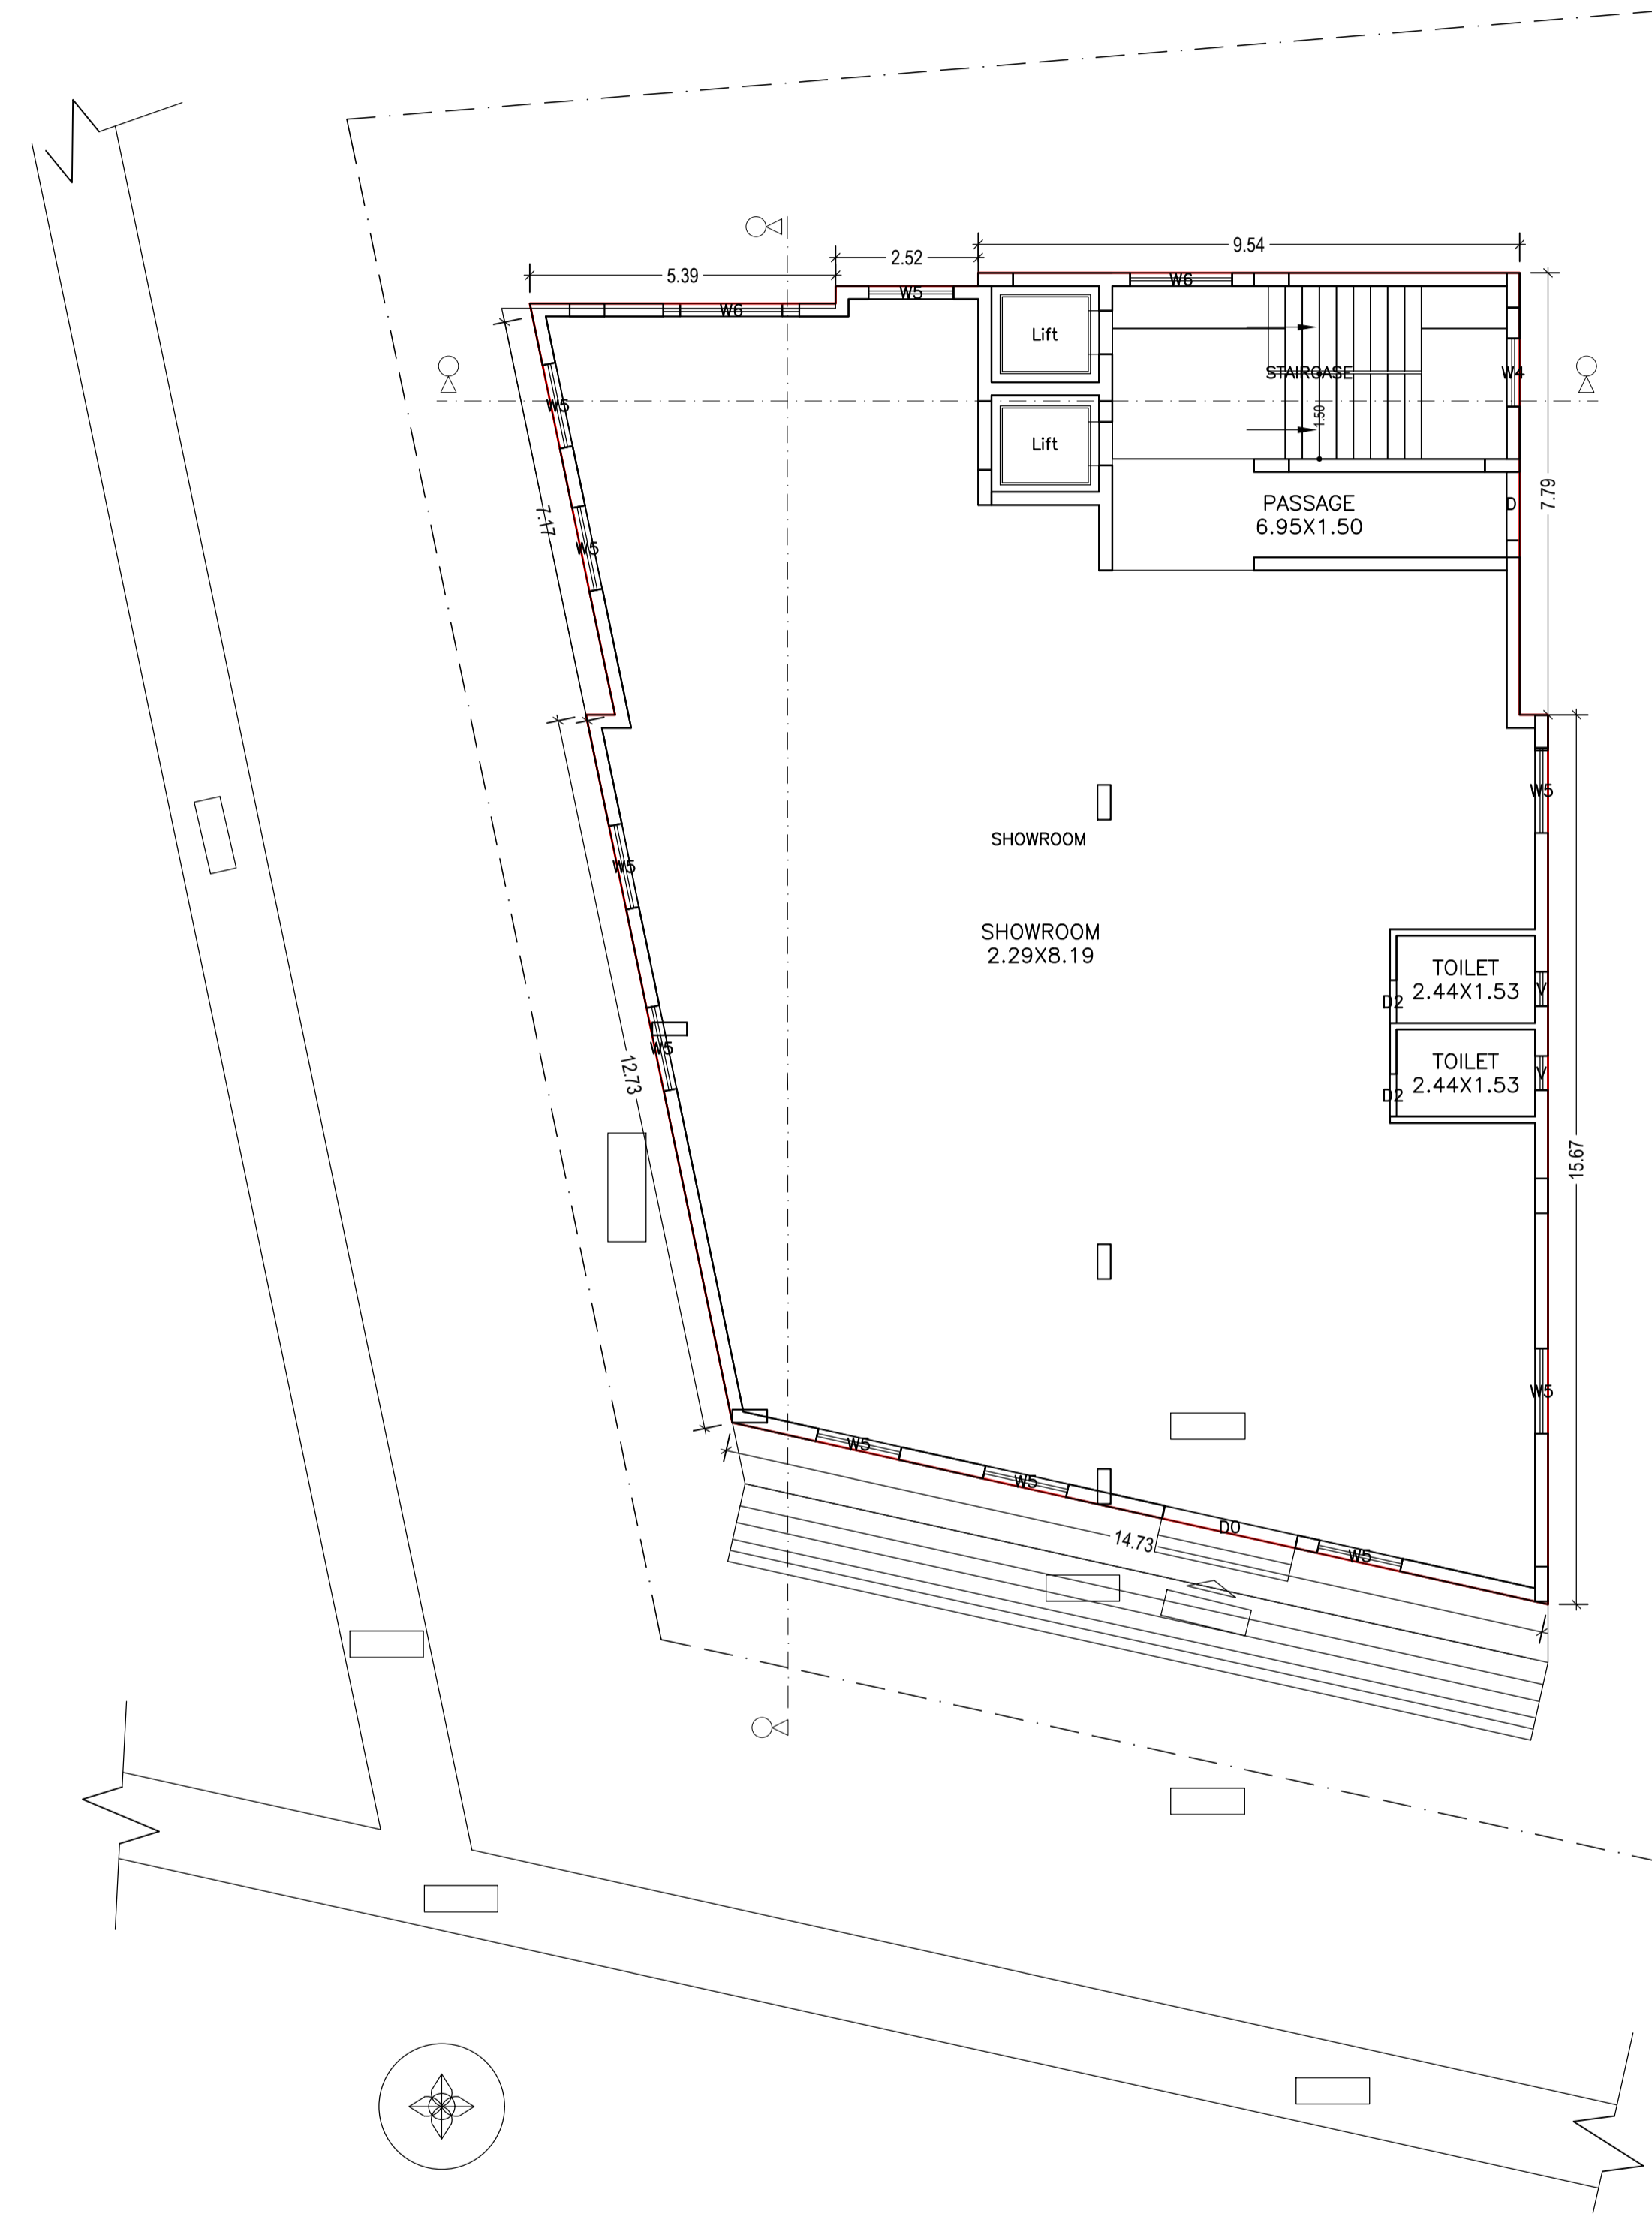 9.54
2.52
5.39
W6
W5
W6
Lift
STAIRCASE
W4
W5
1.50
Lift
7.79
PASSAGE
6.95X1.50
D
7.17
W5
W5
SHOWROOM
W5
SHOWROOM
2.29X8.19
TOILET
2.44X1.53
V
D2
W5
12.73
TOILET
2.44X1.53
V
D2
15.67
W5
W5
W5
D0
14.73
W5